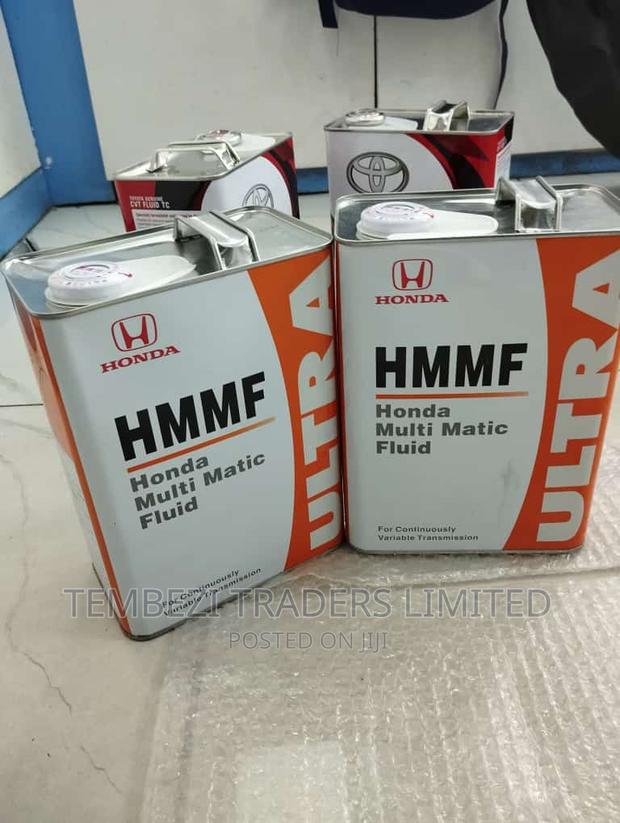 TOYOTA GENUINE
CVT FLUID TC
HONDA
HMMF
Honda
Multi Matic
Fluid
ULTRA
For Continuously
Variable Transmission
HONDA
HMMF
Honda
Multi Matic
Fluid
ULTRA
For Continuously
Variable Transmission
TEMBEZI TRADERS LIMITED
POSTED ON JIJI